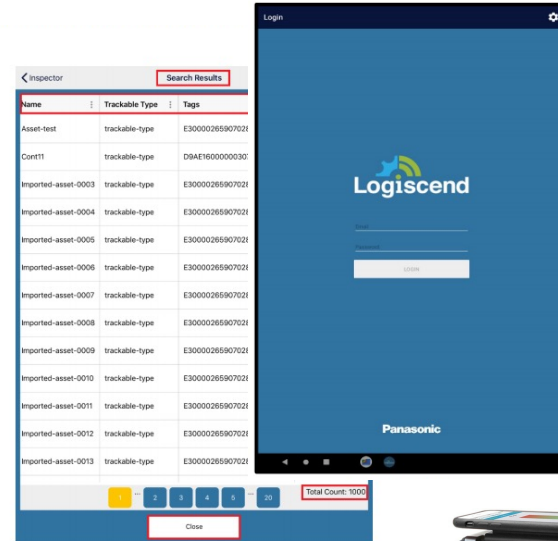 Inspector
Search Results
Name Trackable Type Tags
Asset-test trackable-type E30000265907028
Cont11 trackable-type D9AE1600000030
Imported-asset-0003 trackable-type E30000265907028
Imported-asset-0004 trackable-type E30000265907028
Imported-asset-0005 trackable-type E30000265907028
Imported-asset-0006 trackable-type E30000265907028
Imported-asset-0007 trackable-type E30000265907028
Imported-asset-0008 trackable-type E30000265907028
Imported-asset-0009 trackable-type E30000265907028
Imported-asset-0010 trackable-type E30000265907028
Imported-asset-0011 trackable-type E30000265907028
Imported-asset-0012 trackable-type E30000265907028
Imported-asset-0013 trackable-type E30000265907028
1 ... 2 3 4 5 ... 20
Total Count: 1000
Close
Login
Logiscend
Email
Password
LOGIN
Panasonic